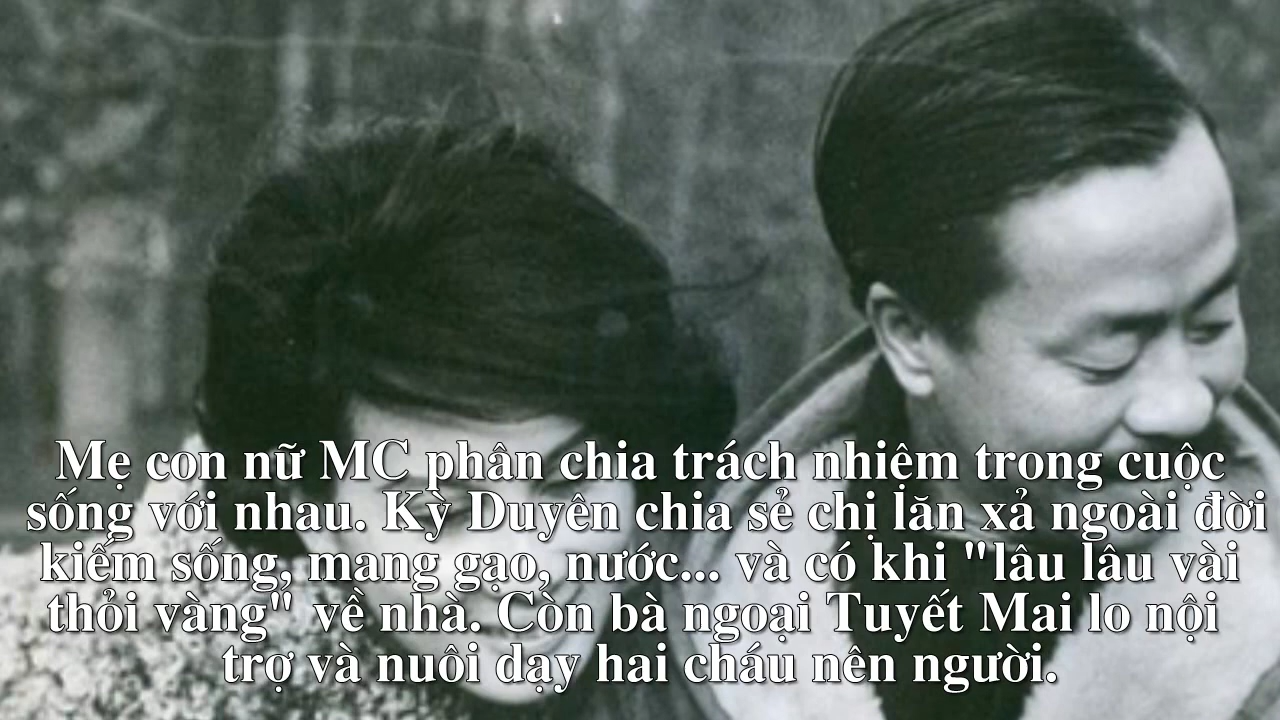 Mẹ con nữ MC phân chia trách nhiệm trong cuộc
sống với nhau. Kỳ Duyên chia sẻ chị lăn xả ngoài đời
kiếm sống, mang gạo, nước... và có khi "lâu lâu vài
thỏi vàng" về nhà. Còn bà ngoại Tuyết Mai lo nội
trợ và nuôi dạy hai cháu nên người.